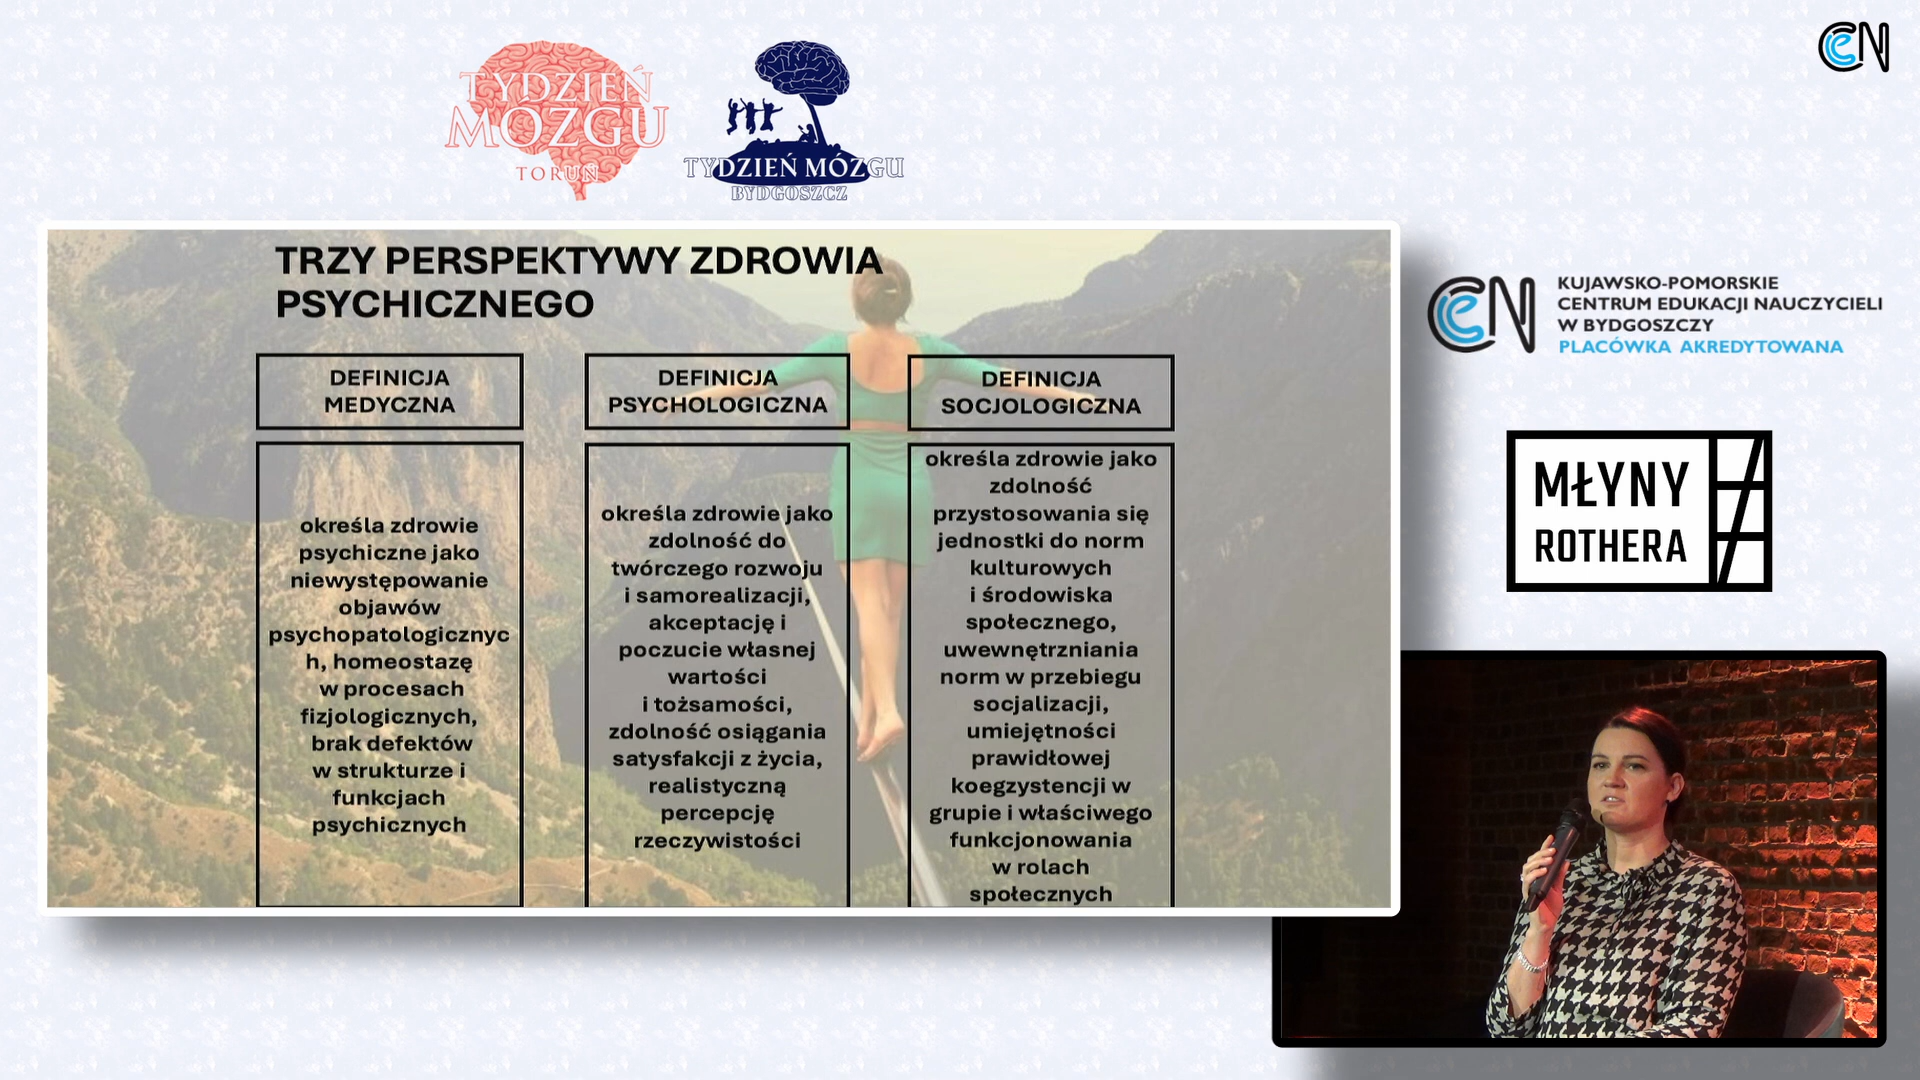 TYDZIEŃ
MÓZGU
TORUŃ
TYDZIEŃ MÓZGU
BYDGOSZCZ
CEN
TRZY PERSPEKTYWY ZDROWIA
PSYCHICZNEGO
DEFINICJA
MEDYCZNA
określa zdrowie
psychiczne jako
niewystępowanie
objawów
psychopatologicznyc
h, homeostazę
w procesach
fizjologicznych,
brak defektów
w strukturze i
funkcjach
psychicznych
DEFINICJA
PSYCHOLOGICZNA
określa zdrowie jako
zdolność do
twórczego rozwoju
i samorealizacji,
akceptację i
poczucie własnej
wartości
i tożsamości,
zdolność osiągania
satysfakcji z życia,
realistyczną
percepcję
rzeczywistości
DEFINICJA
SOCJOLOGICZNA
określa zdrowie jako
zdolność
przystosowania się
jednostki do norm
kulturowych
i środowiska
społecznego,
uwewnętrzniania
norm w przebiegu
socjalizacji,
umiejętności
prawidłowej
koegzystencji w
grupie i właściwego
funkcjonowania
w rolach
społecznych
CEN
KUJAWSKO-POMORSKIE
CENTRUM EDUKACJI NAUCZYCIELI
W BYDGOSZCZY
PLACÓWKA AKREDYTOWANA
MŁYNY
ROTHERA